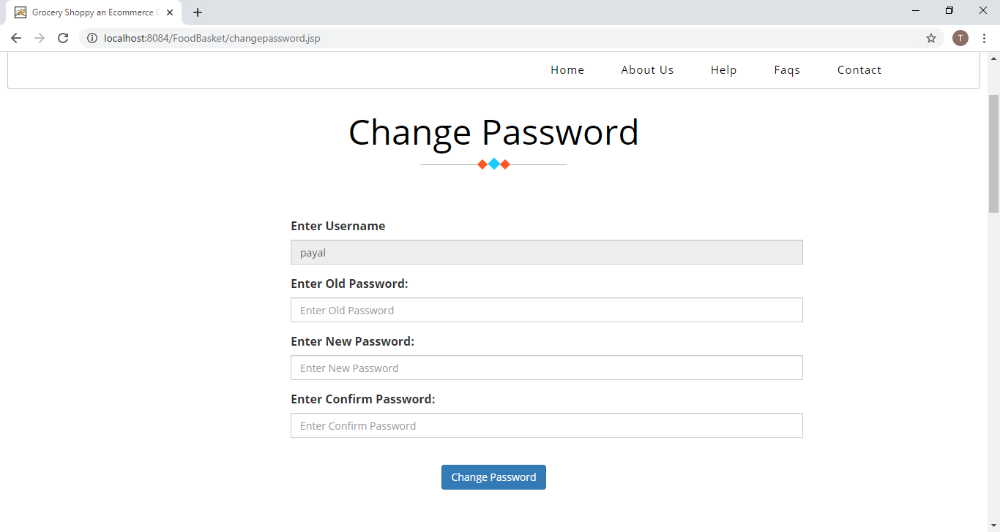 Grocery Shoppy an Ecommerce
localhost:8084/FoodBasket/changepassword.jsp
T
Home About Us Help Faqs Contact
Change Password
Enter Username
payal
Enter Old Password:
Enter Old Password
Enter New Password:
Enter New Password
Enter Confirm Password:
Enter Confirm Password
Change Password